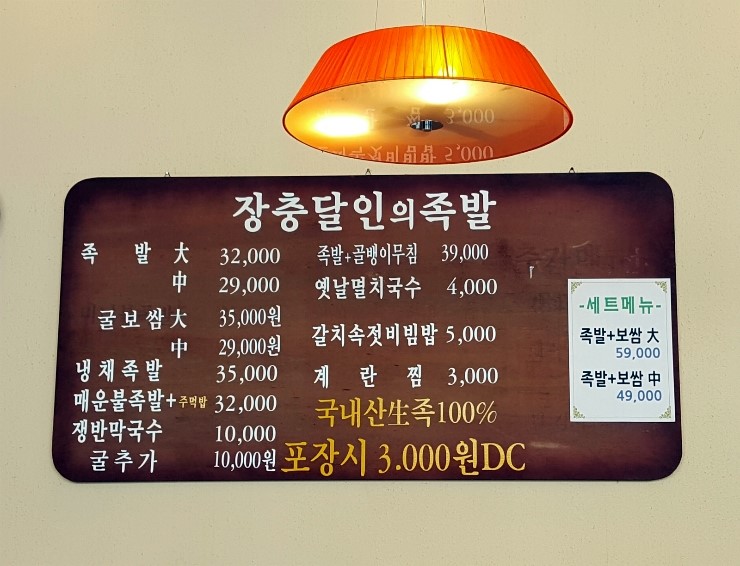 장충달인의족발
족 발 大 32,000
中 29,000
굴보쌈 大 35,000원
中 29,000원
냉채족발 35,000
매운불족발+주먹밥 32,000
쟁반막국수 10,000
굴추가 10,000원
족발+골뱅이무침 39,000
옛날멸치국수 4,000
갈치속젓비빔밥 5,000
계란찜 3,000
국내산生족100%
포장시 3.000원DC
-세트메뉴-
족발+보쌈 大
59,000
족발+보쌈 中
49,000